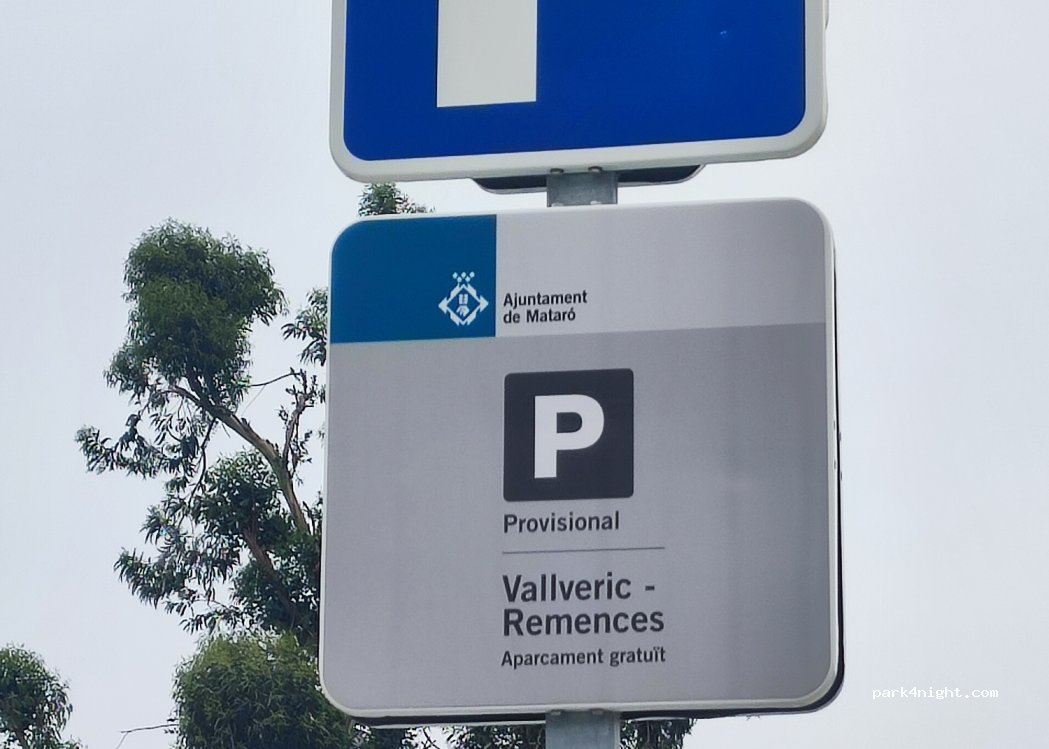 Ajuntament
de Mataró
P
Provisional
Vallveric -
Remences
Aparcament gratuït
park4night.com